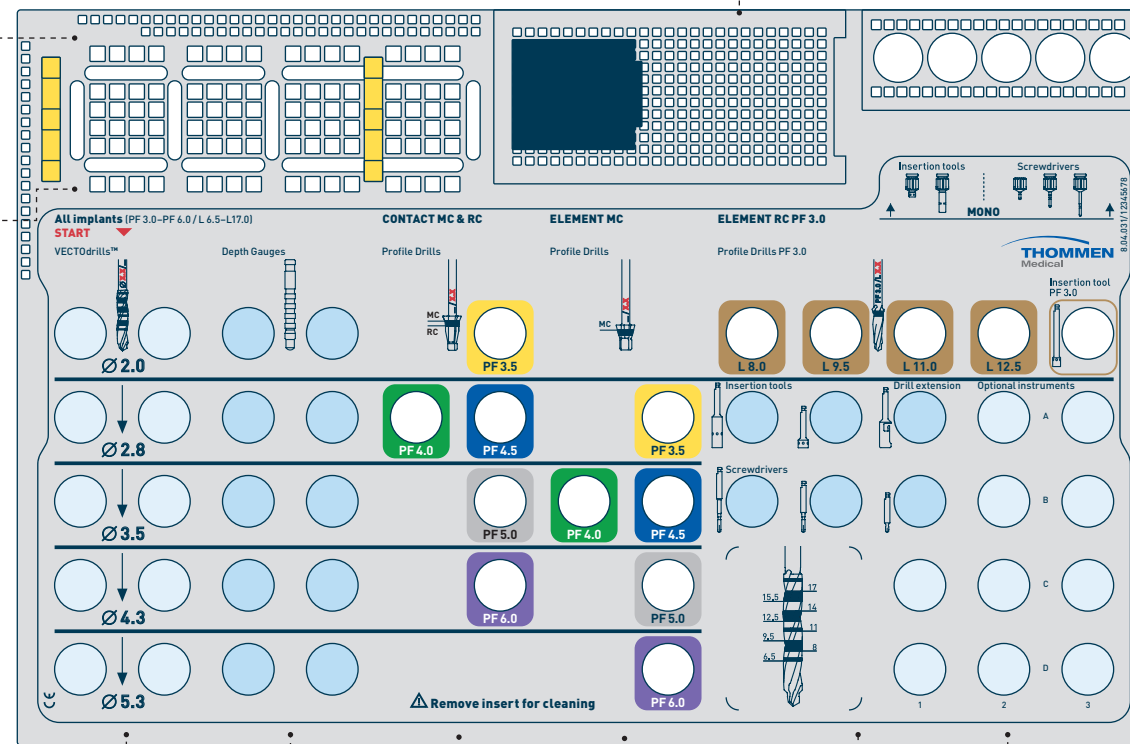 Insertion tools
Screwdrivers
MONO
8.04.031/12345678
All implants (PF 3.0–PF 6.0 / L 6.5–L17.0)
CONTACT MC & RC
ELEMENT MC
ELEMENT RC PF 3.0
START
VECTOdrills™
Depth Gauges
Profile Drills
Profile Drills
Profile Drills PF 3.0
THOMMEN
Medical
Insertion tool
PF 3.0
Ø X.X
X.X
X.X
PF 3.0 / L X.X
MC
RC
MC
Ø 2.0
PF 3.5
L 8.0
L 9.5
L 11.0
L 12.5
Insertion tools
Drill extension
Optional instruments
A
Ø 2.8
PF 4.0
PF 4.5
PF 3.5
Screwdrivers
B
Ø 3.5
PF 5.0
PF 4.0
PF 4.5
C
Ø 4.3
PF 6.0
PF 5.0
17
15.5
14
12.5
11
9.5
8
6.5
D
CE
Ø 5.3
Remove insert for cleaning
PF 6.0
1
2
3